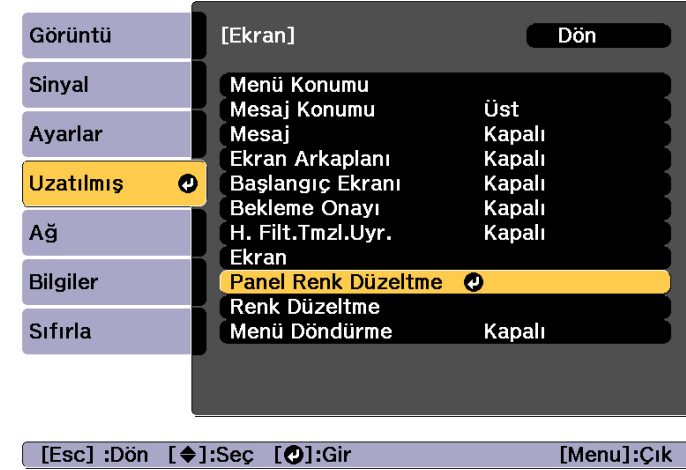 Görüntü
Sinyal
Ayarlar
Uzatılmış
Ağ
Bilgiler
Sıfırla
[Ekran] Dön
Menü Konumu
Mesaj Konumu Üst
Mesaj Kapalı
Ekran Arkaplanı Kapalı
Başlangıç Ekranı Kapalı
Bekleme Onayı Kapalı
H. Filt.Tmzl.Uyr. Kapalı
Ekran
Panel Renk Düzeltme
Renk Düzeltme
Menü Döndürme Kapalı
[Esc] :Dön [◆]:Seç [⏎]:Gir [Menu]:Çık